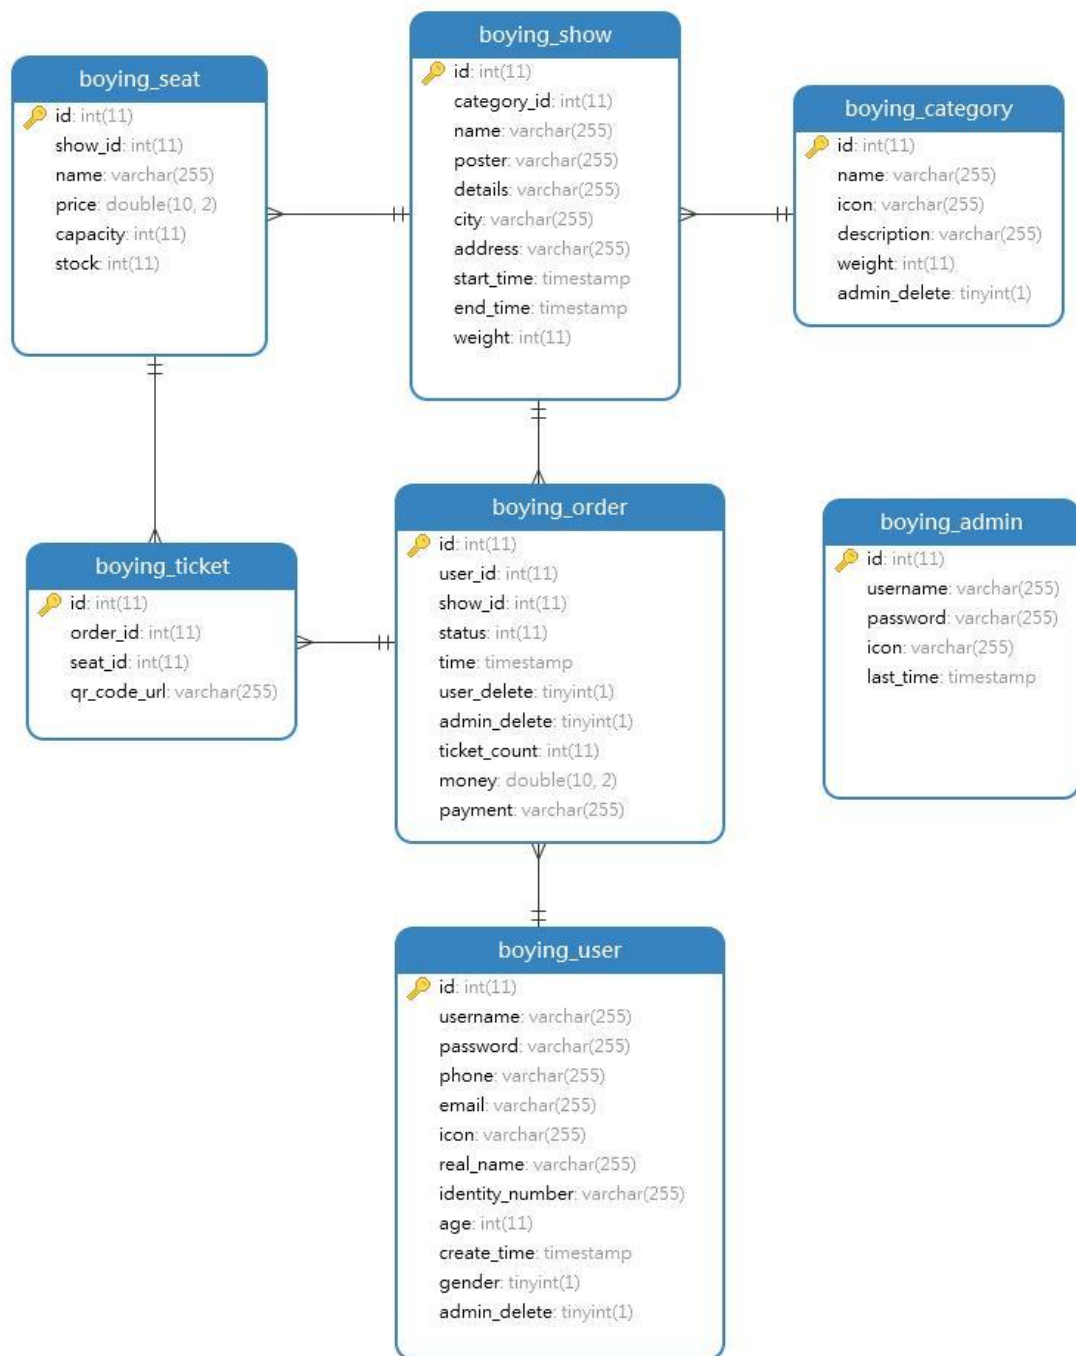 boying_seat
id: int(11)
show_id: int(11)
name: varchar(255)
price: double(10, 2)
capacity: int(11)
stock: int(11)
boying_show
id: int(11)
category_id: int(11)
name: varchar(255)
poster: varchar(255)
details: varchar(255)
city: varchar(255)
address: varchar(255)
start_time: timestamp
end_time: timestamp
weight: int(11)
boying_category
id: int(11)
name: varchar(255)
icon: varchar(255)
description: varchar(255)
weight: int(11)
admin_delete: tinyint(1)
boying_ticket
id: int(11)
order_id: int(11)
seat_id: int(11)
qr_code_url: varchar(255)
boying_order
id: int(11)
user_id: int(11)
show_id: int(11)
status: int(11)
time: timestamp
user_delete: tinyint(1)
admin_delete: tinyint(1)
ticket_count: int(11)
money: double(10, 2)
payment: varchar(255)
boying_admin
id: int(11)
username: varchar(255)
password: varchar(255)
icon: varchar(255)
last_time: timestamp
boying_user
id: int(11)
username: varchar(255)
password: varchar(255)
phone: varchar(255)
email: varchar(255)
icon: varchar(255)
real_name: varchar(255)
identity_number: varchar(255)
age: int(11)
create_time: timestamp
gender: tinyint(1)
admin_delete: tinyint(1)